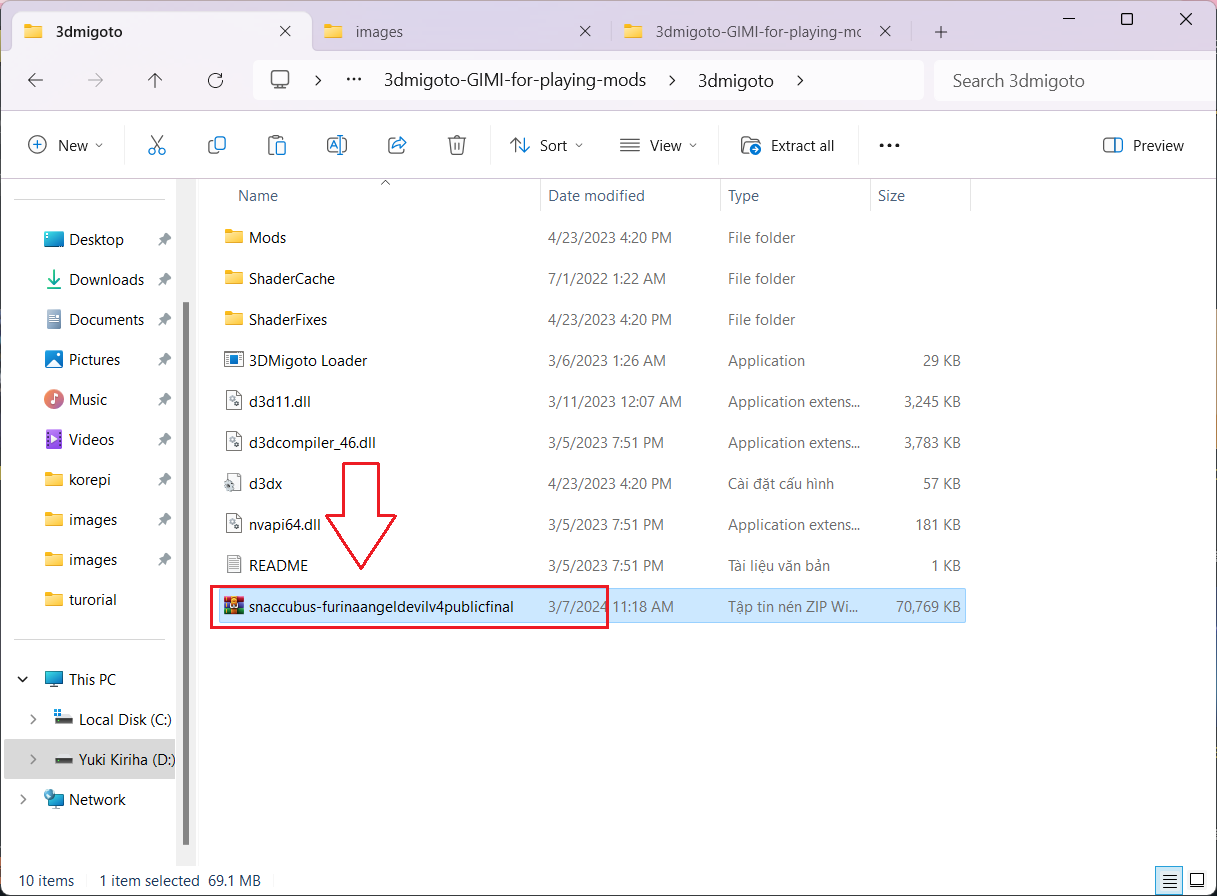 3dmigoto
images
3dmigoto-GIMI-for-playing-mo
3dmigoto-GIMI-for-playing-mods
3dmigoto
Search 3dmigoto
New
Sort
View
Extract all
Preview
Name Date modified Type Size
Desktop
Downloads
Documents
Pictures
Music
Videos
korepi
images
images
turorial
This PC
Local Disk (C:)
Yuki Kiriha (D:)
Network
Mods 4/23/2023 4:20 PM File folder
ShaderCache 7/1/2022 1:22 AM File folder
ShaderFixes 4/23/2023 4:20 PM File folder
3DMigoto Loader 3/6/2023 1:26 AM Application 29 KB
d3d11.dll 3/11/2023 12:07 AM Application extens... 3,245 KB
d3dcompiler_46.dll 3/5/2023 7:51 PM Application extens... 3,783 KB
d3dx 4/23/2023 4:20 PM Cài đặt cấu hình 57 KB
nvapi64.dll 3/5/2023 7:51 PM Application extens... 181 KB
README 3/5/2023 7:51 PM Tài liệu văn bản 1 KB
snaccubus-furinaangeldevilv4publicfinal 3/7/2024 11:18 AM Tập tin nén ZIP Wi... 70,769 KB
10 items 1 item selected 69.1 MB